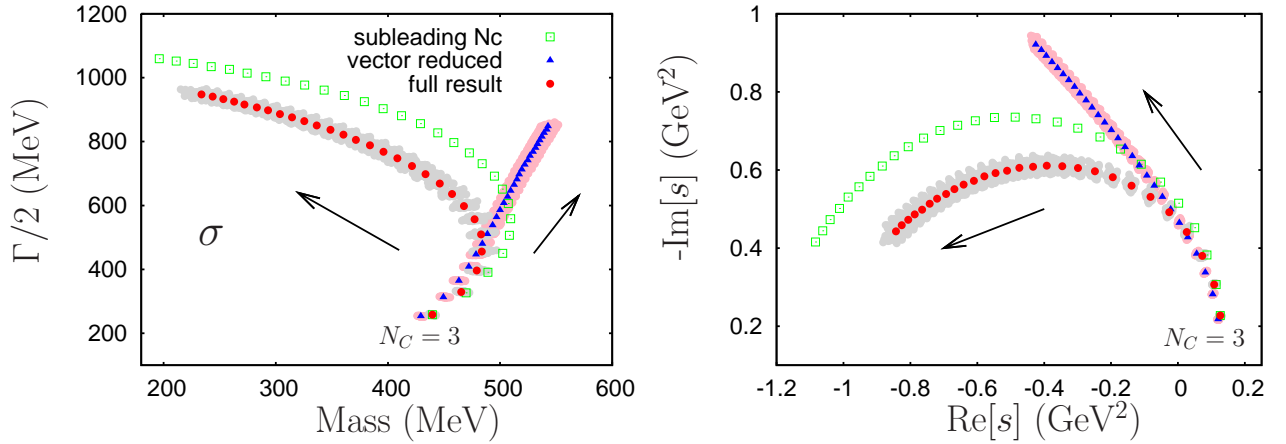 subleading Nc
vector reduced
full result
1200
1000
800
600
400
200
Γ/2 (MeV)
σ
N_C = 3
200 300 400 500 600
Mass (MeV)
1
0.8
0.6
0.4
0.2
-Im[s] (GeV²)
N_C = 3
-1.2 -1 -0.8 -0.6 -0.4 -0.2 0 0.2
Re[s] (GeV²)